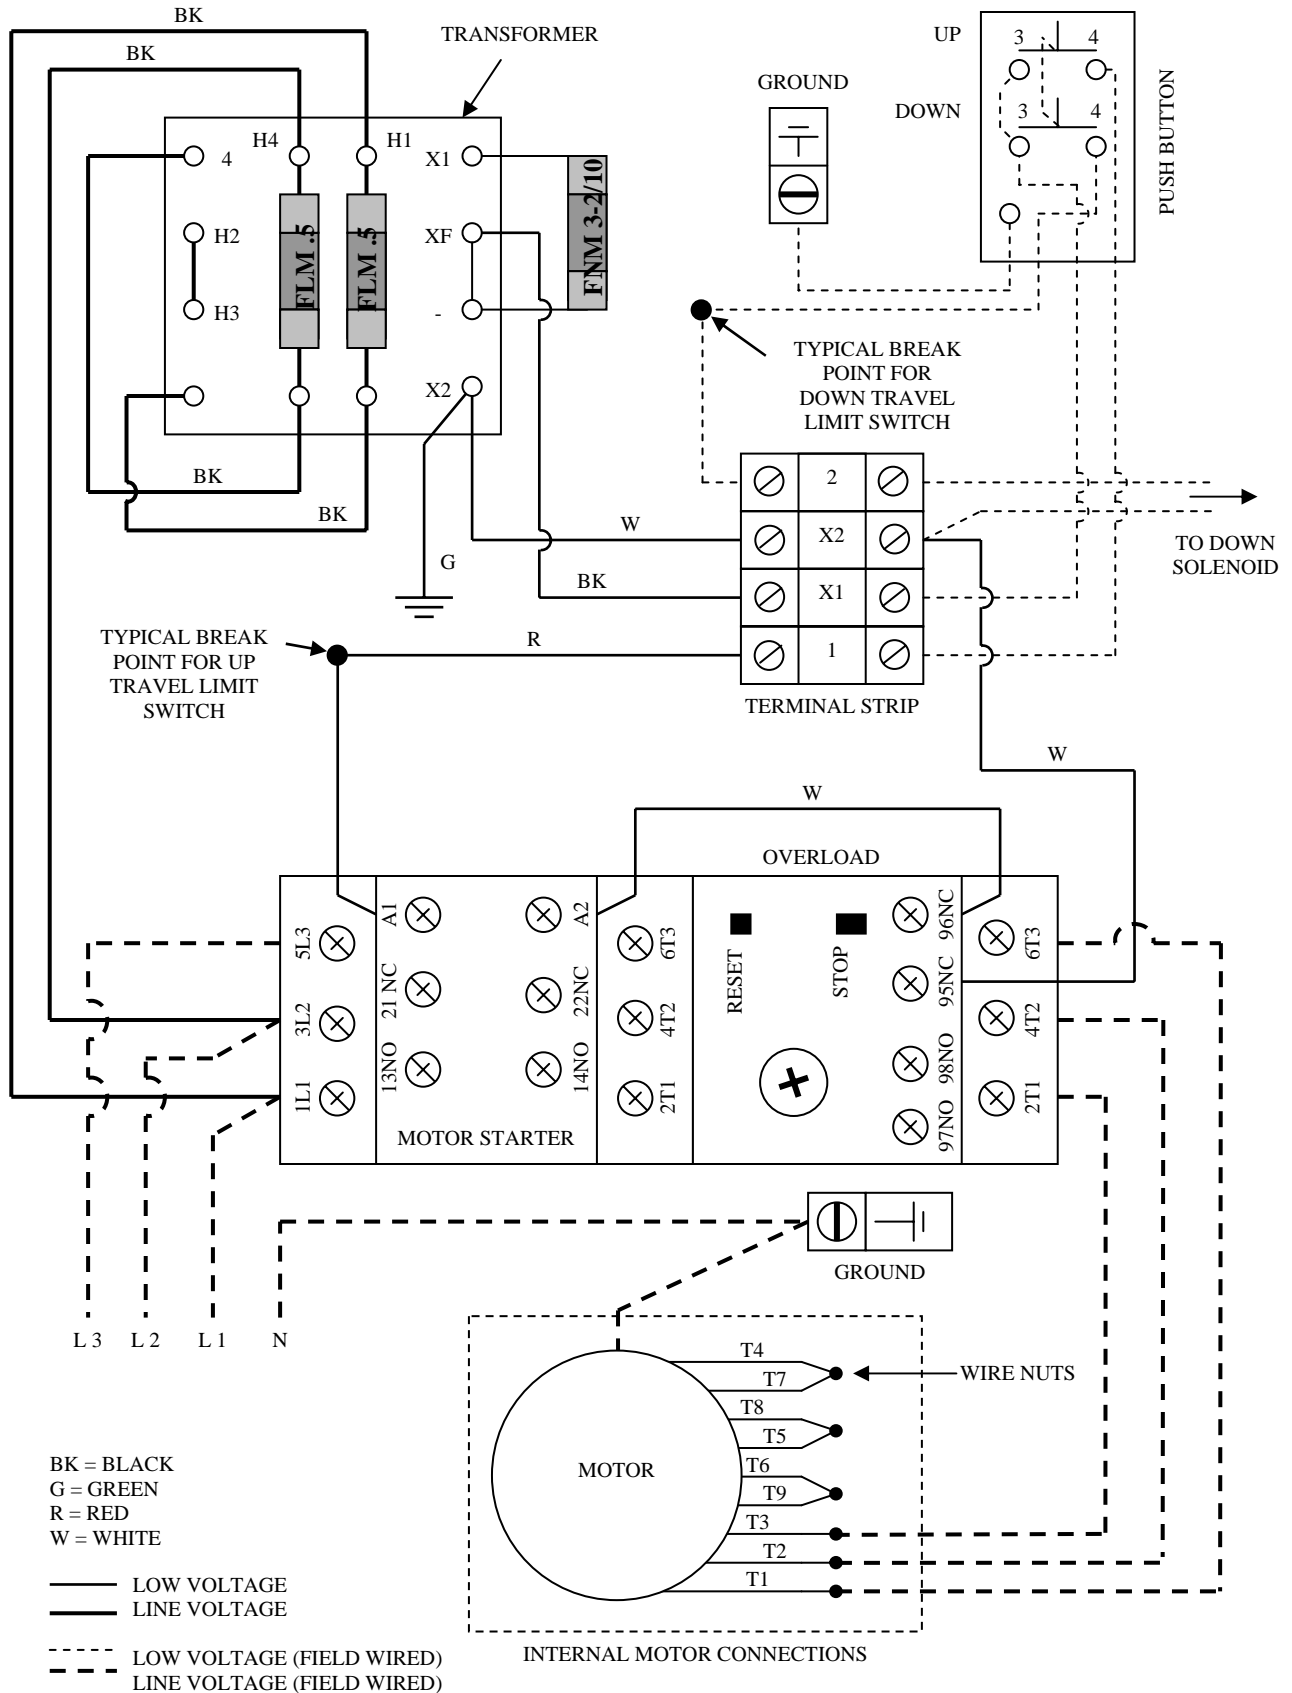 BK
BK
TRANSFORMER
GROUND
UP
3 4
DOWN
3 4
PUSH BUTTON
4
H4
H1
X1
H2
H3
FLM .5
FLM .5
XF
-
X2
FNM 3-2/10
TYPICAL BREAK
POINT FOR
DOWN TRAVEL
LIMIT SWITCH
BK
BK
G
W
BK
R
2
X2
X1
1
TERMINAL STRIP
TO DOWN
SOLENOID
TYPICAL BREAK
POINT FOR UP
TRAVEL LIMIT
SWITCH
W
W
OVERLOAD
5L3
3L2
1L1
A1
21 NC
13NO
A2
22NC
14NO
MOTOR STARTER
6T3
4T2
2T1
RESET
STOP
96NC
95NC
98NO
97NO
6T3
4T2
2T1
GROUND
L 3
L 2
L 1
N
T4
T7
T8
T5
T6
T9
T3
T2
T1
WIRE NUTS
MOTOR
BK = BLACK
G = GREEN
R = RED
W = WHITE
LOW VOLTAGE
LINE VOLTAGE
LOW VOLTAGE (FIELD WIRED)
LINE VOLTAGE (FIELD WIRED)
INTERNAL MOTOR CONNECTIONS